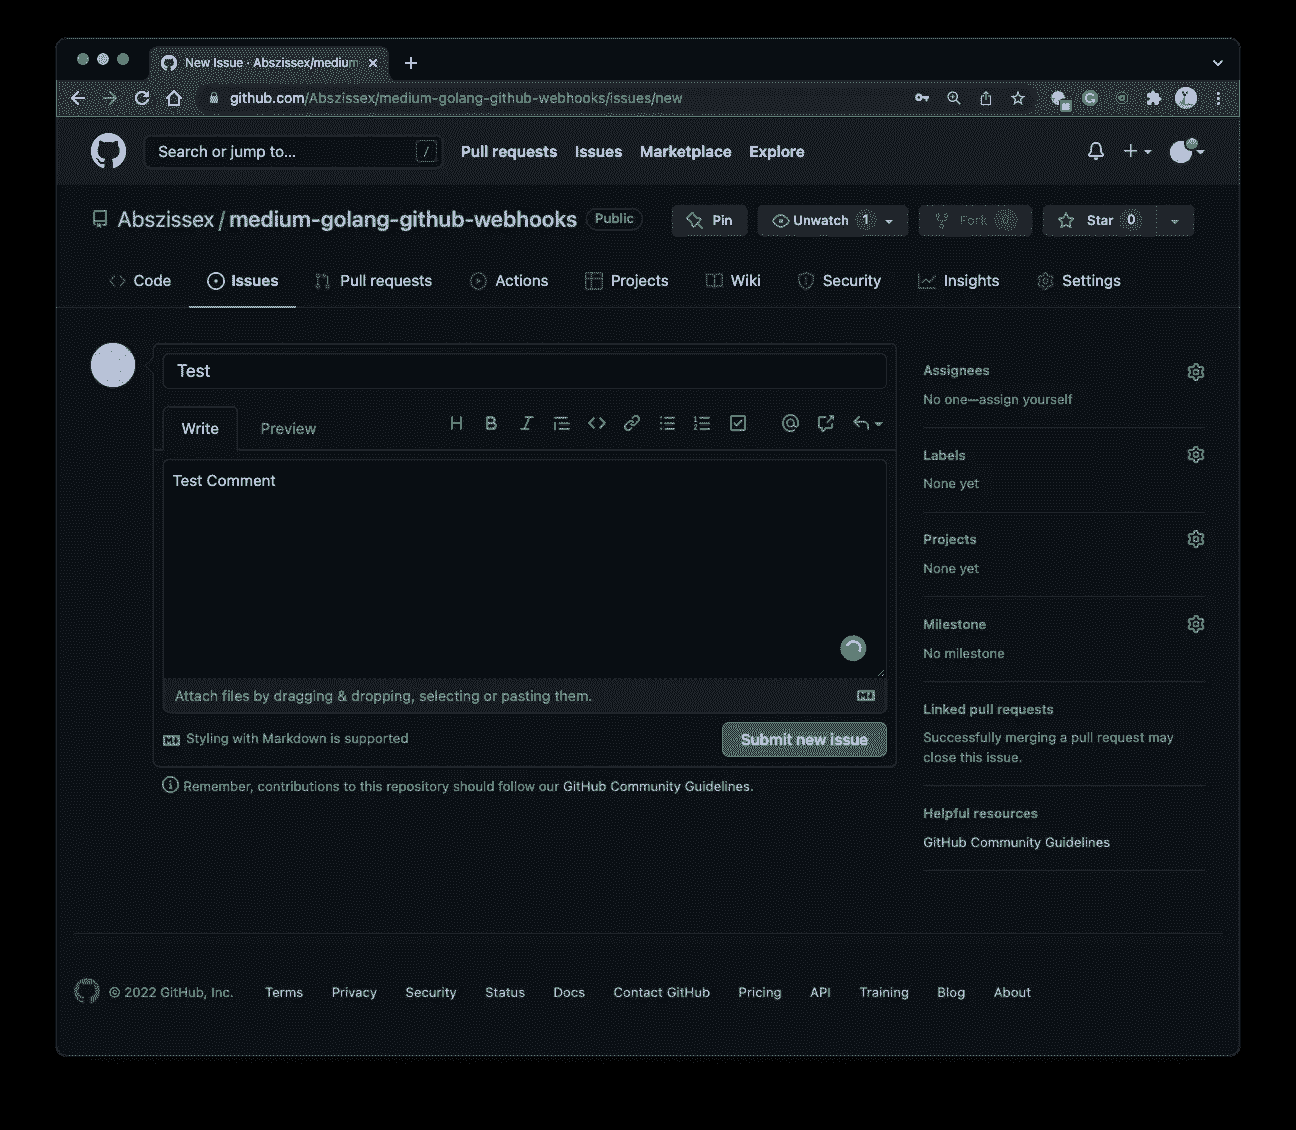 New Issue · Abszissex/medium
github.com/Abszissex/medium-golang-github-webhooks/issues/new
Search or jump to... / Pull requests Issues Marketplace Explore
Abszissex / medium-golang-github-webhooks Public Pin Unwatch 1 Fork Star 0
Code Issues Pull requests Actions Projects Wiki Security Insights Settings
Test
Write Preview
Test Comment
Attach files by dragging & dropping, selecting or pasting them.
Styling with Markdown is supported
Submit new issue
Remember, contributions to this repository should follow our GitHub Community Guidelines.
Assignees
No one—assign yourself
Labels
None yet
Projects
None yet
Milestone
No milestone
Linked pull requests
Successfully merging a pull request may
close this issue.
Helpful resources
GitHub Community Guidelines
© 2022 GitHub, Inc. Terms Privacy Security Status Docs Contact GitHub Pricing API Training Blog About